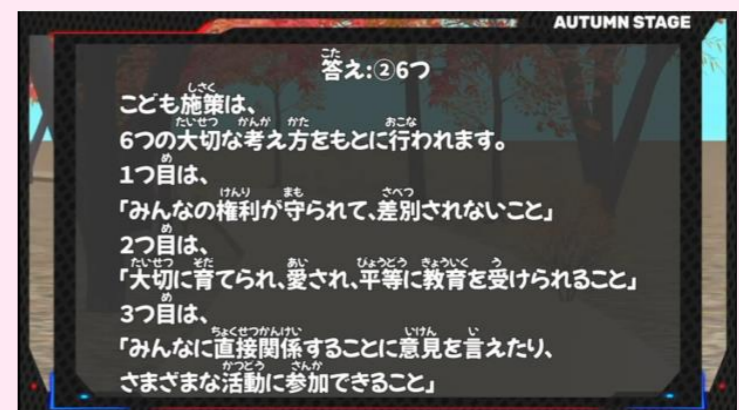 AUTUMN STAGE
答え:②6つ
こども施策は、
6つの大切な考え方をもとに行われます。
1つ目は、
「みんなの権利が守られて、差別されないこと」
2つ目は、
「大切に育てられ、愛され、平等に教育を受けられること」
3つ目は、
「みんなに直接関係することに意見を言えたり、
さまざまな活動に参加できること」